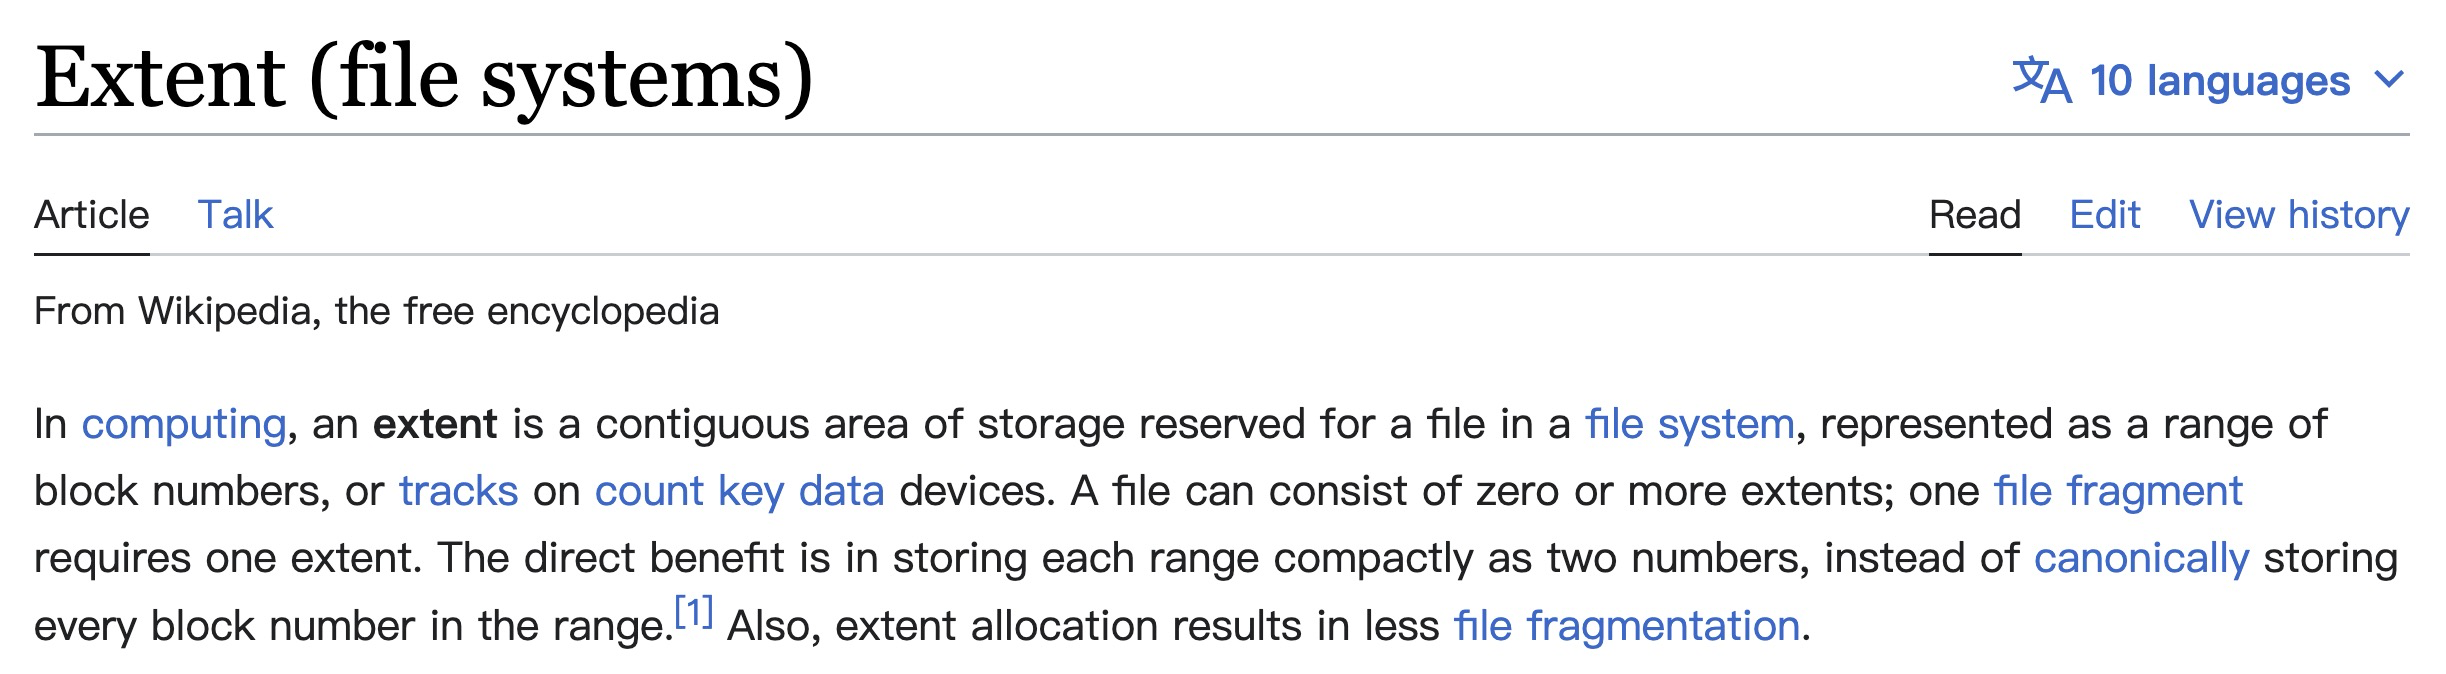 Extent (file systems)
10 languages
Article Talk
Read Edit View history
From Wikipedia, the free encyclopedia
In computing, an extent is a contiguous area of storage reserved for a file in a file system, represented as a range of
block numbers, or tracks on count key data devices. A file can consist of zero or more extents; one file fragment
requires one extent. The direct benefit is in storing each range compactly as two numbers, instead of canonically storing
every block number in the range.[1] Also, extent allocation results in less file fragmentation.